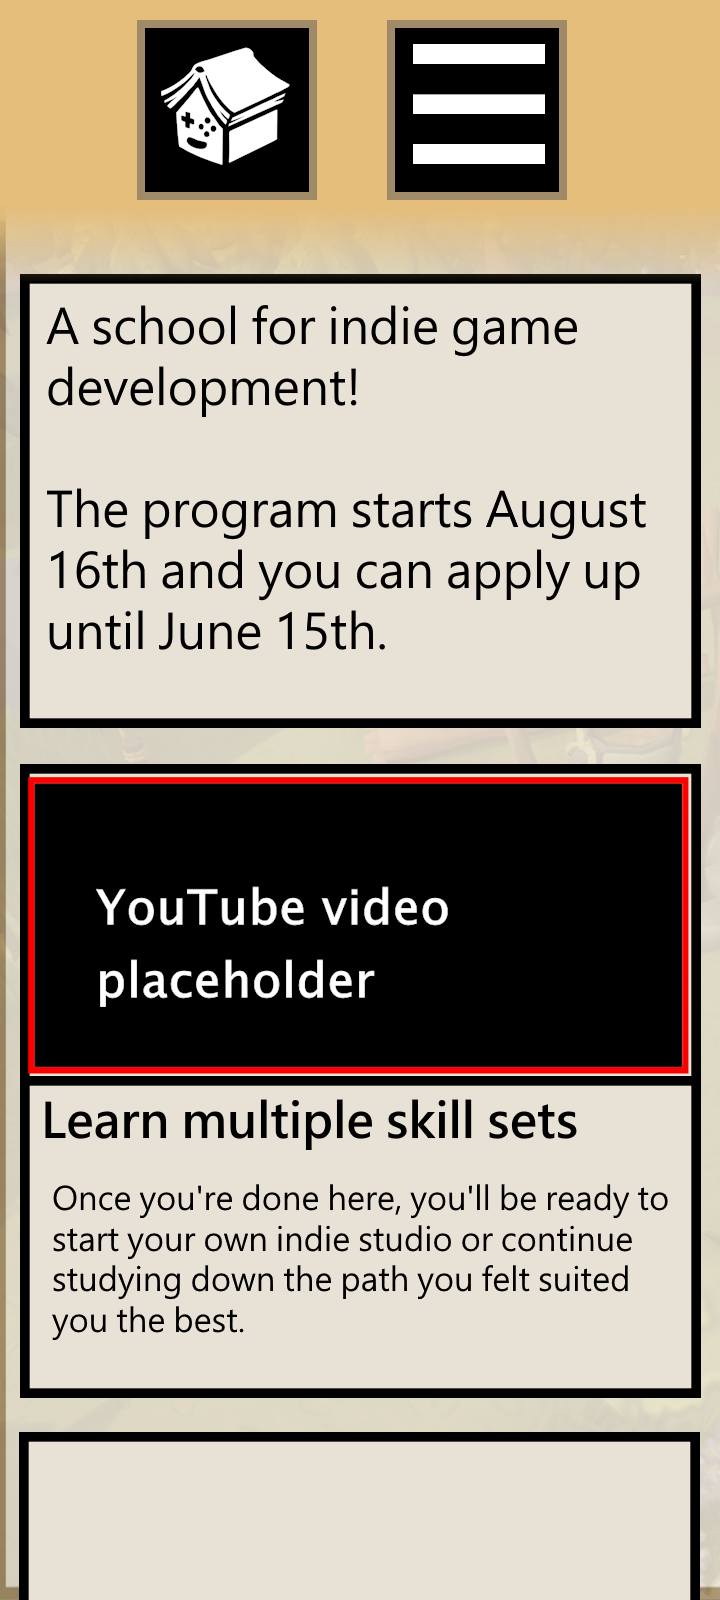 A school for indie game
development!
The program starts August
16th and you can apply up
until June 15th.
YouTube video
placeholder
Learn multiple skill sets
Once you're done here, you'll be ready to
start your own indie studio or continue
studying down the path you felt suited
you the best.